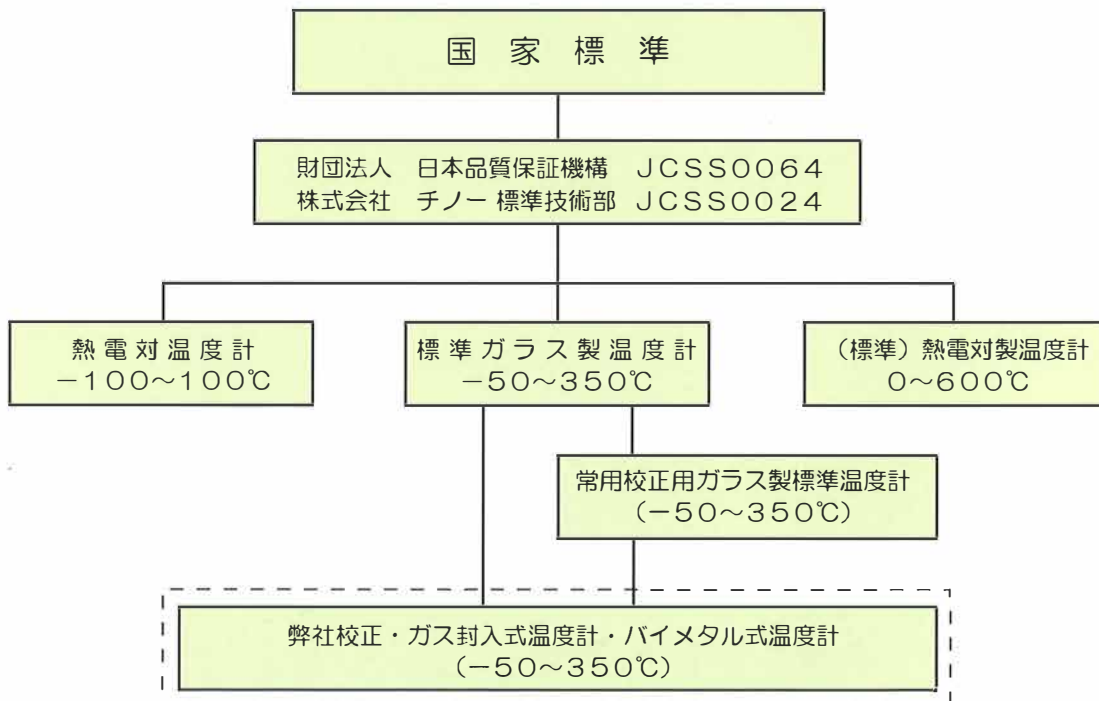 国家標準
財団法人 日本品質保証機構 JCSS0064
株式会社 チノー 標準技術部 JCSS0024
熱電対温度計
-100~100℃
標準ガラス製温度計
-50~350℃
(標準)熱電対製温度計
0~600℃
常用校正用ガラス製標準温度計
(-50~350℃)
弊社校正・ガス封入式温度計・バイメタル式温度計
(-50~350℃)